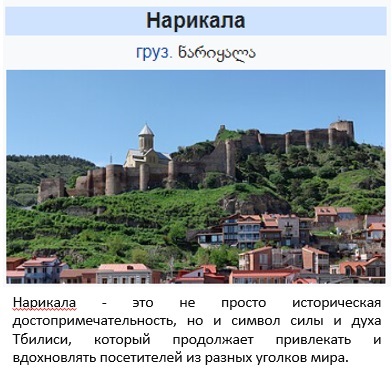 Нарикала
груз. ნარიყალა
Нарикала - это не просто историческая
достопримечательность, но и символ силы и духа
Тбилиси, который продолжает привлекать и
вдохновлять посетителей из разных уголков мира.